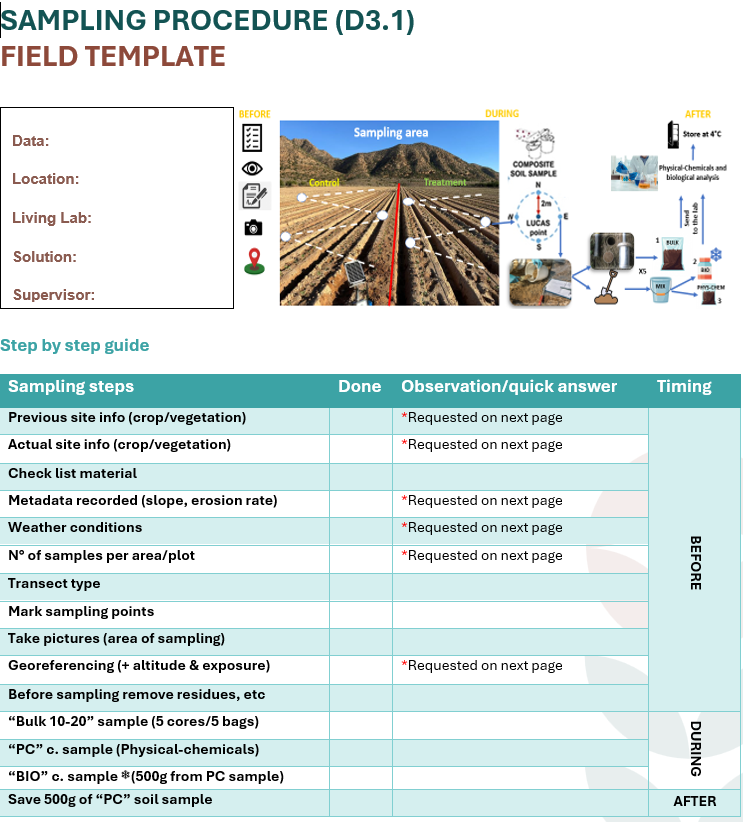 SAMPLING PROCEDURE (D3.1)
FIELD TEMPLATE
Data:
Location:
Living Lab:
Solution:
Supervisor:
BEFORE
DURING
AFTER
Sampling area
Control
Treatment
COMPOSITE
SOIL SAMPLE
N
2m
W
E
LUCAS
point
S
X5
1
BULK
MIX
2
BIO
PHYS-CHEM
3
Send
to the lab
Physical-Chemicals and
biological analysis
Store at 4°C
Step by step guide
Sampling steps Done Observation/quick answer Timing
Previous site info (crop/vegetation) *Requested on next page
Actual site info (crop/vegetation) *Requested on next page
Check list material
Metadata recorded (slope, erosion rate) *Requested on next page
Weather conditions *Requested on next page
N° of samples per area/plot *Requested on next page
Transect type
Mark sampling points
Take pictures (area of sampling)
Georeferencing (+ altitude & exposure) *Requested on next page
Before sampling remove residues, etc
BEFORE
“Bulk 10-20” sample (5 cores/5 bags)
“PC” c. sample (Physical-chemicals)
“BIO” c. sample ❄(500g from PC sample)
DURING
Save 500g of “PC” soil sample AFTER